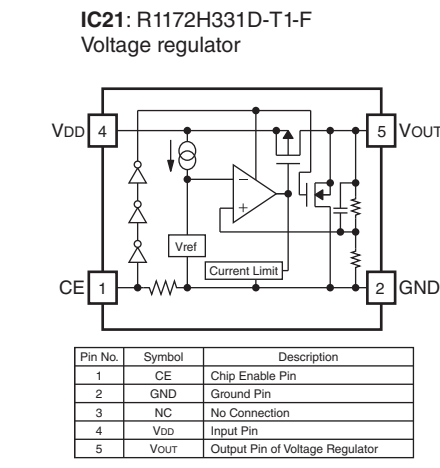 IC21: R1172H331D-T1-F
Voltage regulator
VDD 4
5 VOUT
−
+
Vref
Current Limit
CE 1
2 GND
Pin No. Symbol Description
1 CE Chip Enable Pin
2 GND Ground Pin
3 NC No Connection
4 VDD Input Pin
5 VOUT Output Pin of Voltage Regulator